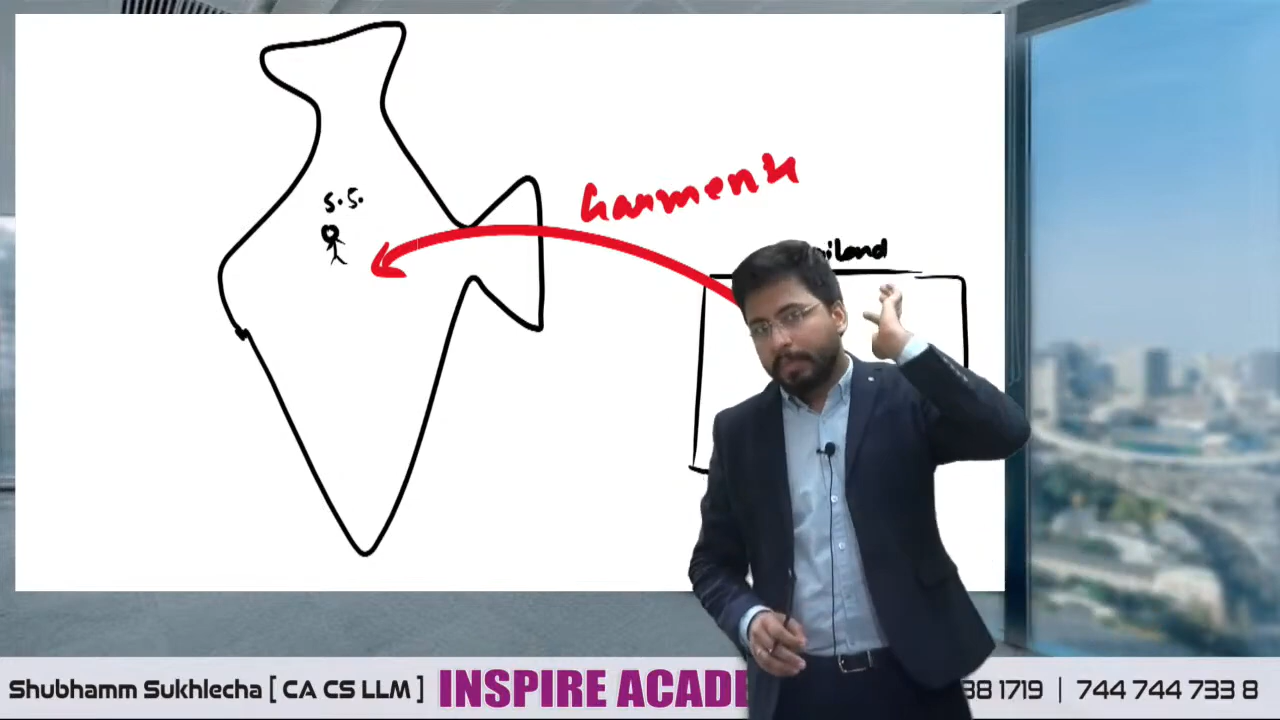 S.S.
Garments
Shubhamm Sukhlecha [ CA CS LLM ]
INSPIRE ACADE
38 1719 | 744 744 733 8